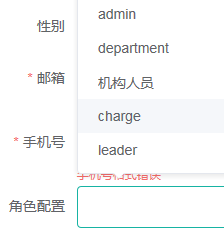 admin
性别
department
* 邮箱
机构人员
charge
* 手机号
leader
角色配置